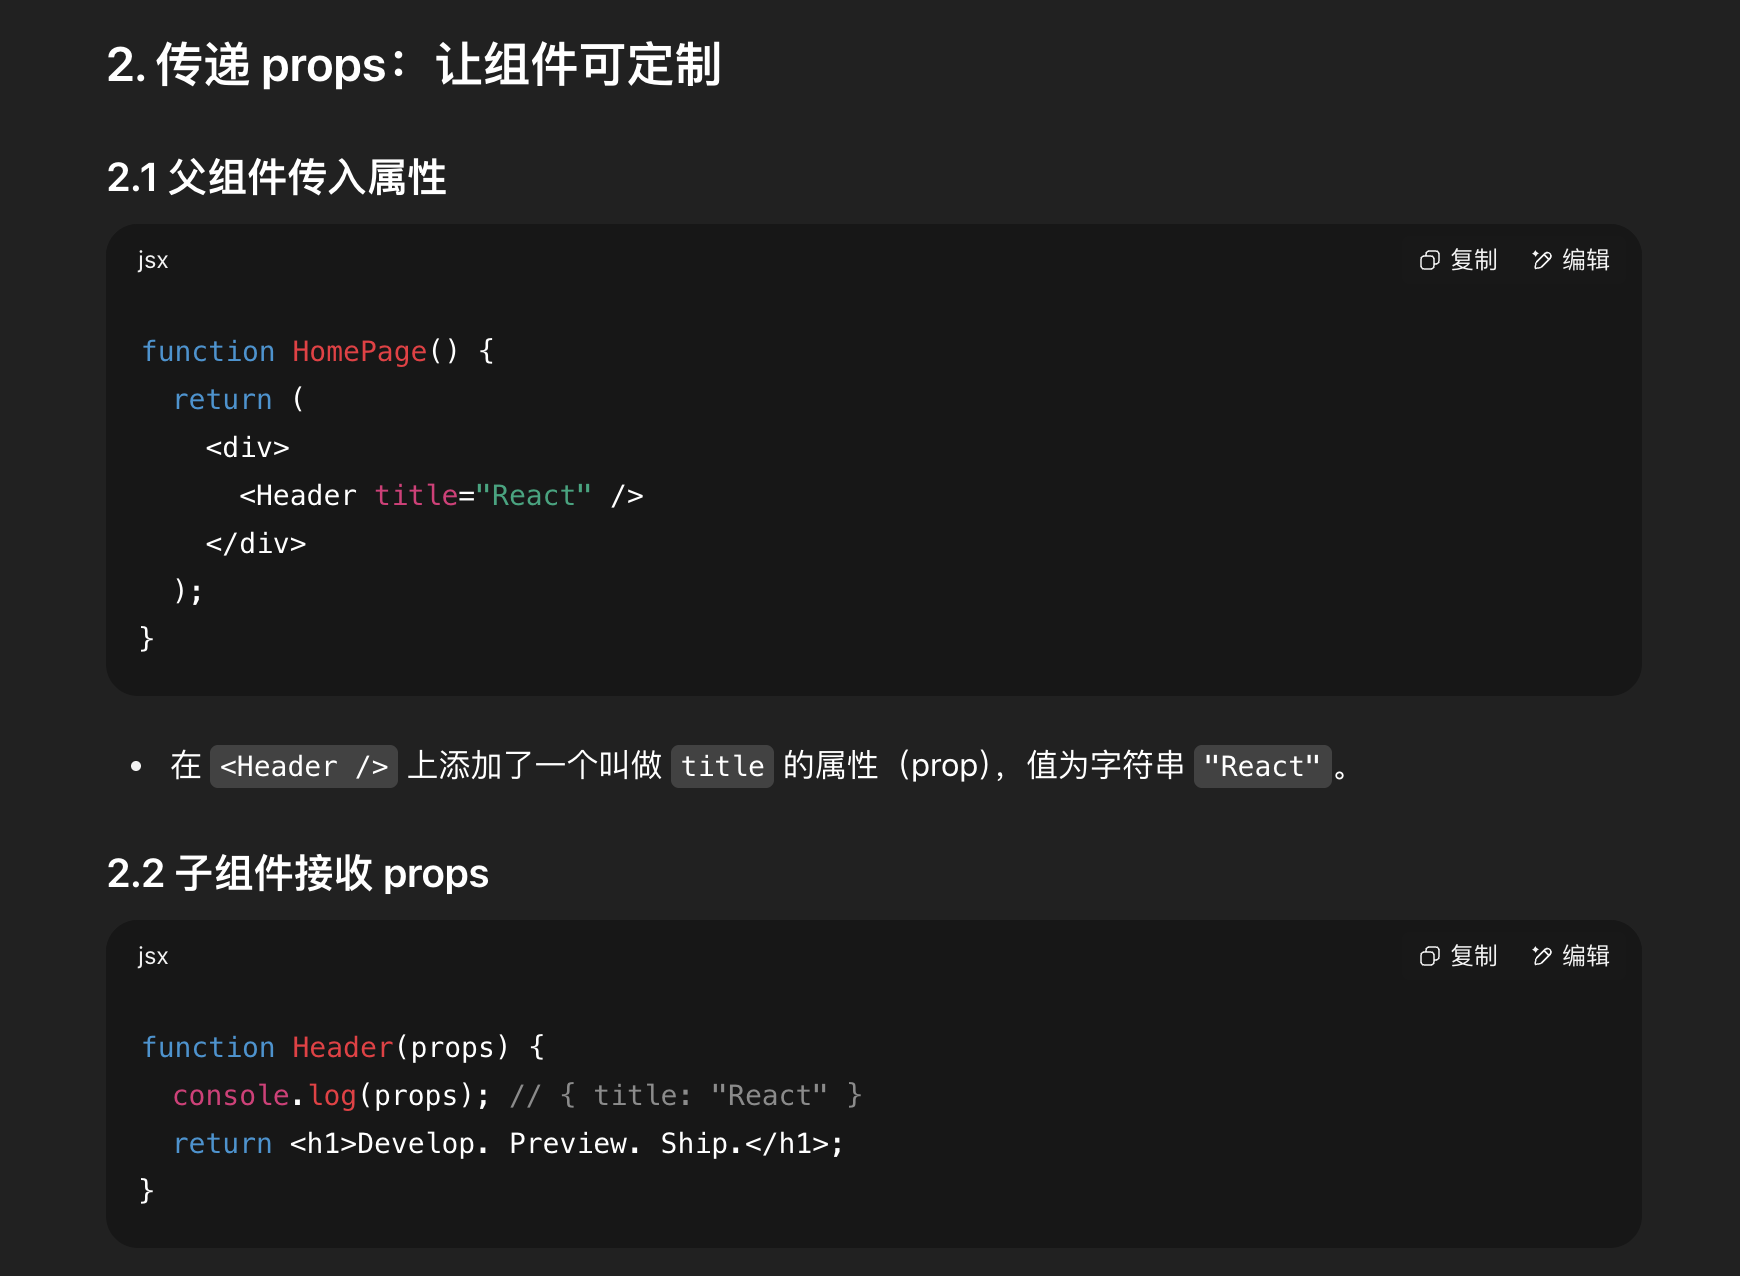 2. 传递 props：让组件可定制
2.1 父组件传入属性
jsx
复制 编辑
function HomePage() {
  return (
    <div>
      <Header title="React" />
    </div>
  );
}
• 在 <Header /> 上添加了一个叫做 title 的属性（prop），值为字符串 "React"。
2.2 子组件接收 props
jsx
复制 编辑
function Header(props) {
  console.log(props); // { title: "React" }
  return <h1>Develop. Preview. Ship.</h1>;
}